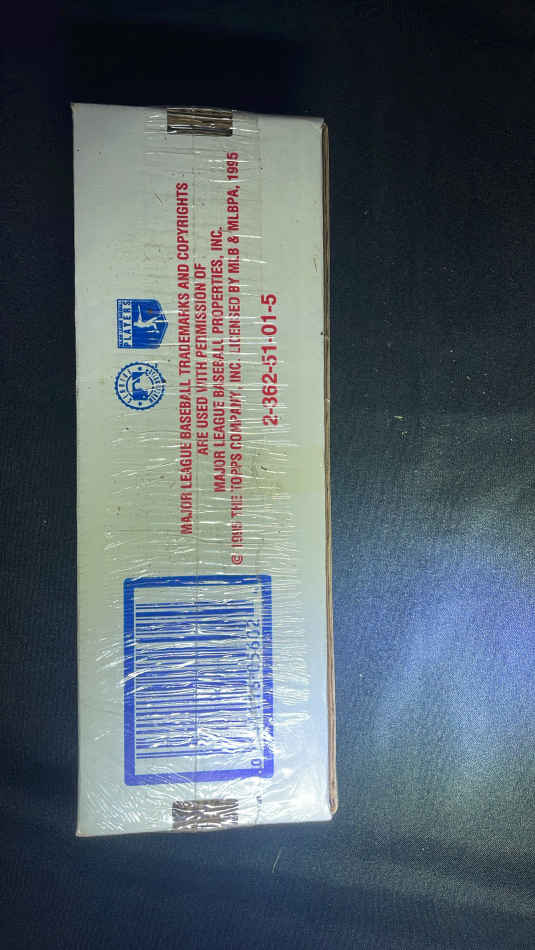 MAJOR LEAGUE BASEBALL TRADEMARKS AND COPYRIGHTS
ARE USED WITH PERMISSION OF
MAJOR LEAGUE BASEBALL PROPERTIES, INC.
© 1995 THE TOPPS COMPANY, INC. LICENSED BY MLB & MLBPA, 1995
2-362-51-01-5
PLAYERS